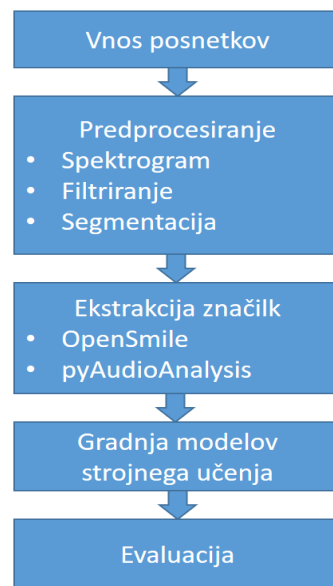 Vnos posnetkov
Predprocesiranje
• Spektrogram
• Filtriranje
• Segmentacija
Ekstrakcija značilk
• OpenSmile
• pyAudioAnalysis
Gradnja modelov
strojnega učenja
Evaluacija